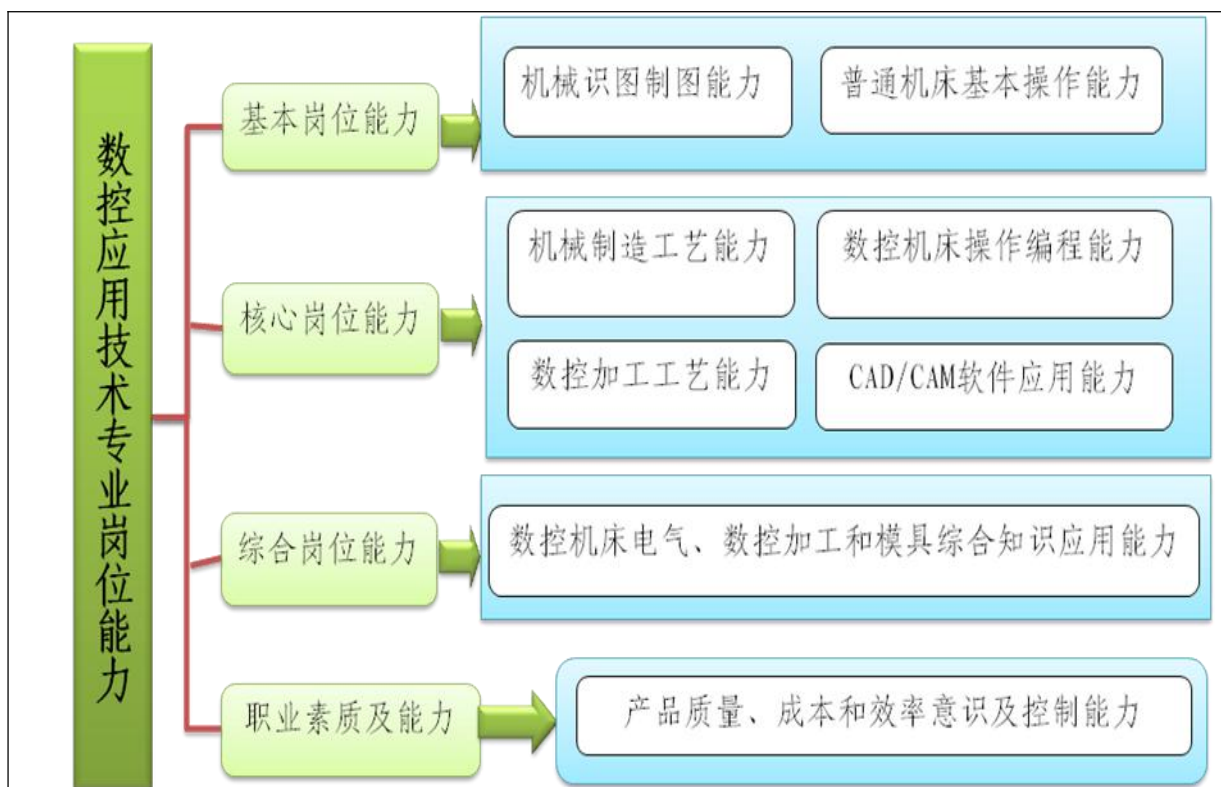 数控应用技术专业岗位能力
基本岗位能力
机械识图制图能力
普通机床基本操作能力
核心岗位能力
机械制造工艺能力
数控机床操作编程能力
数控加工工艺能力
CAD/CAM软件应用能力
综合岗位能力
数控机床电气、数控加工和模具综合知识应用能力
职业素质及能力
产品质量、成本和效率意识及控制能力